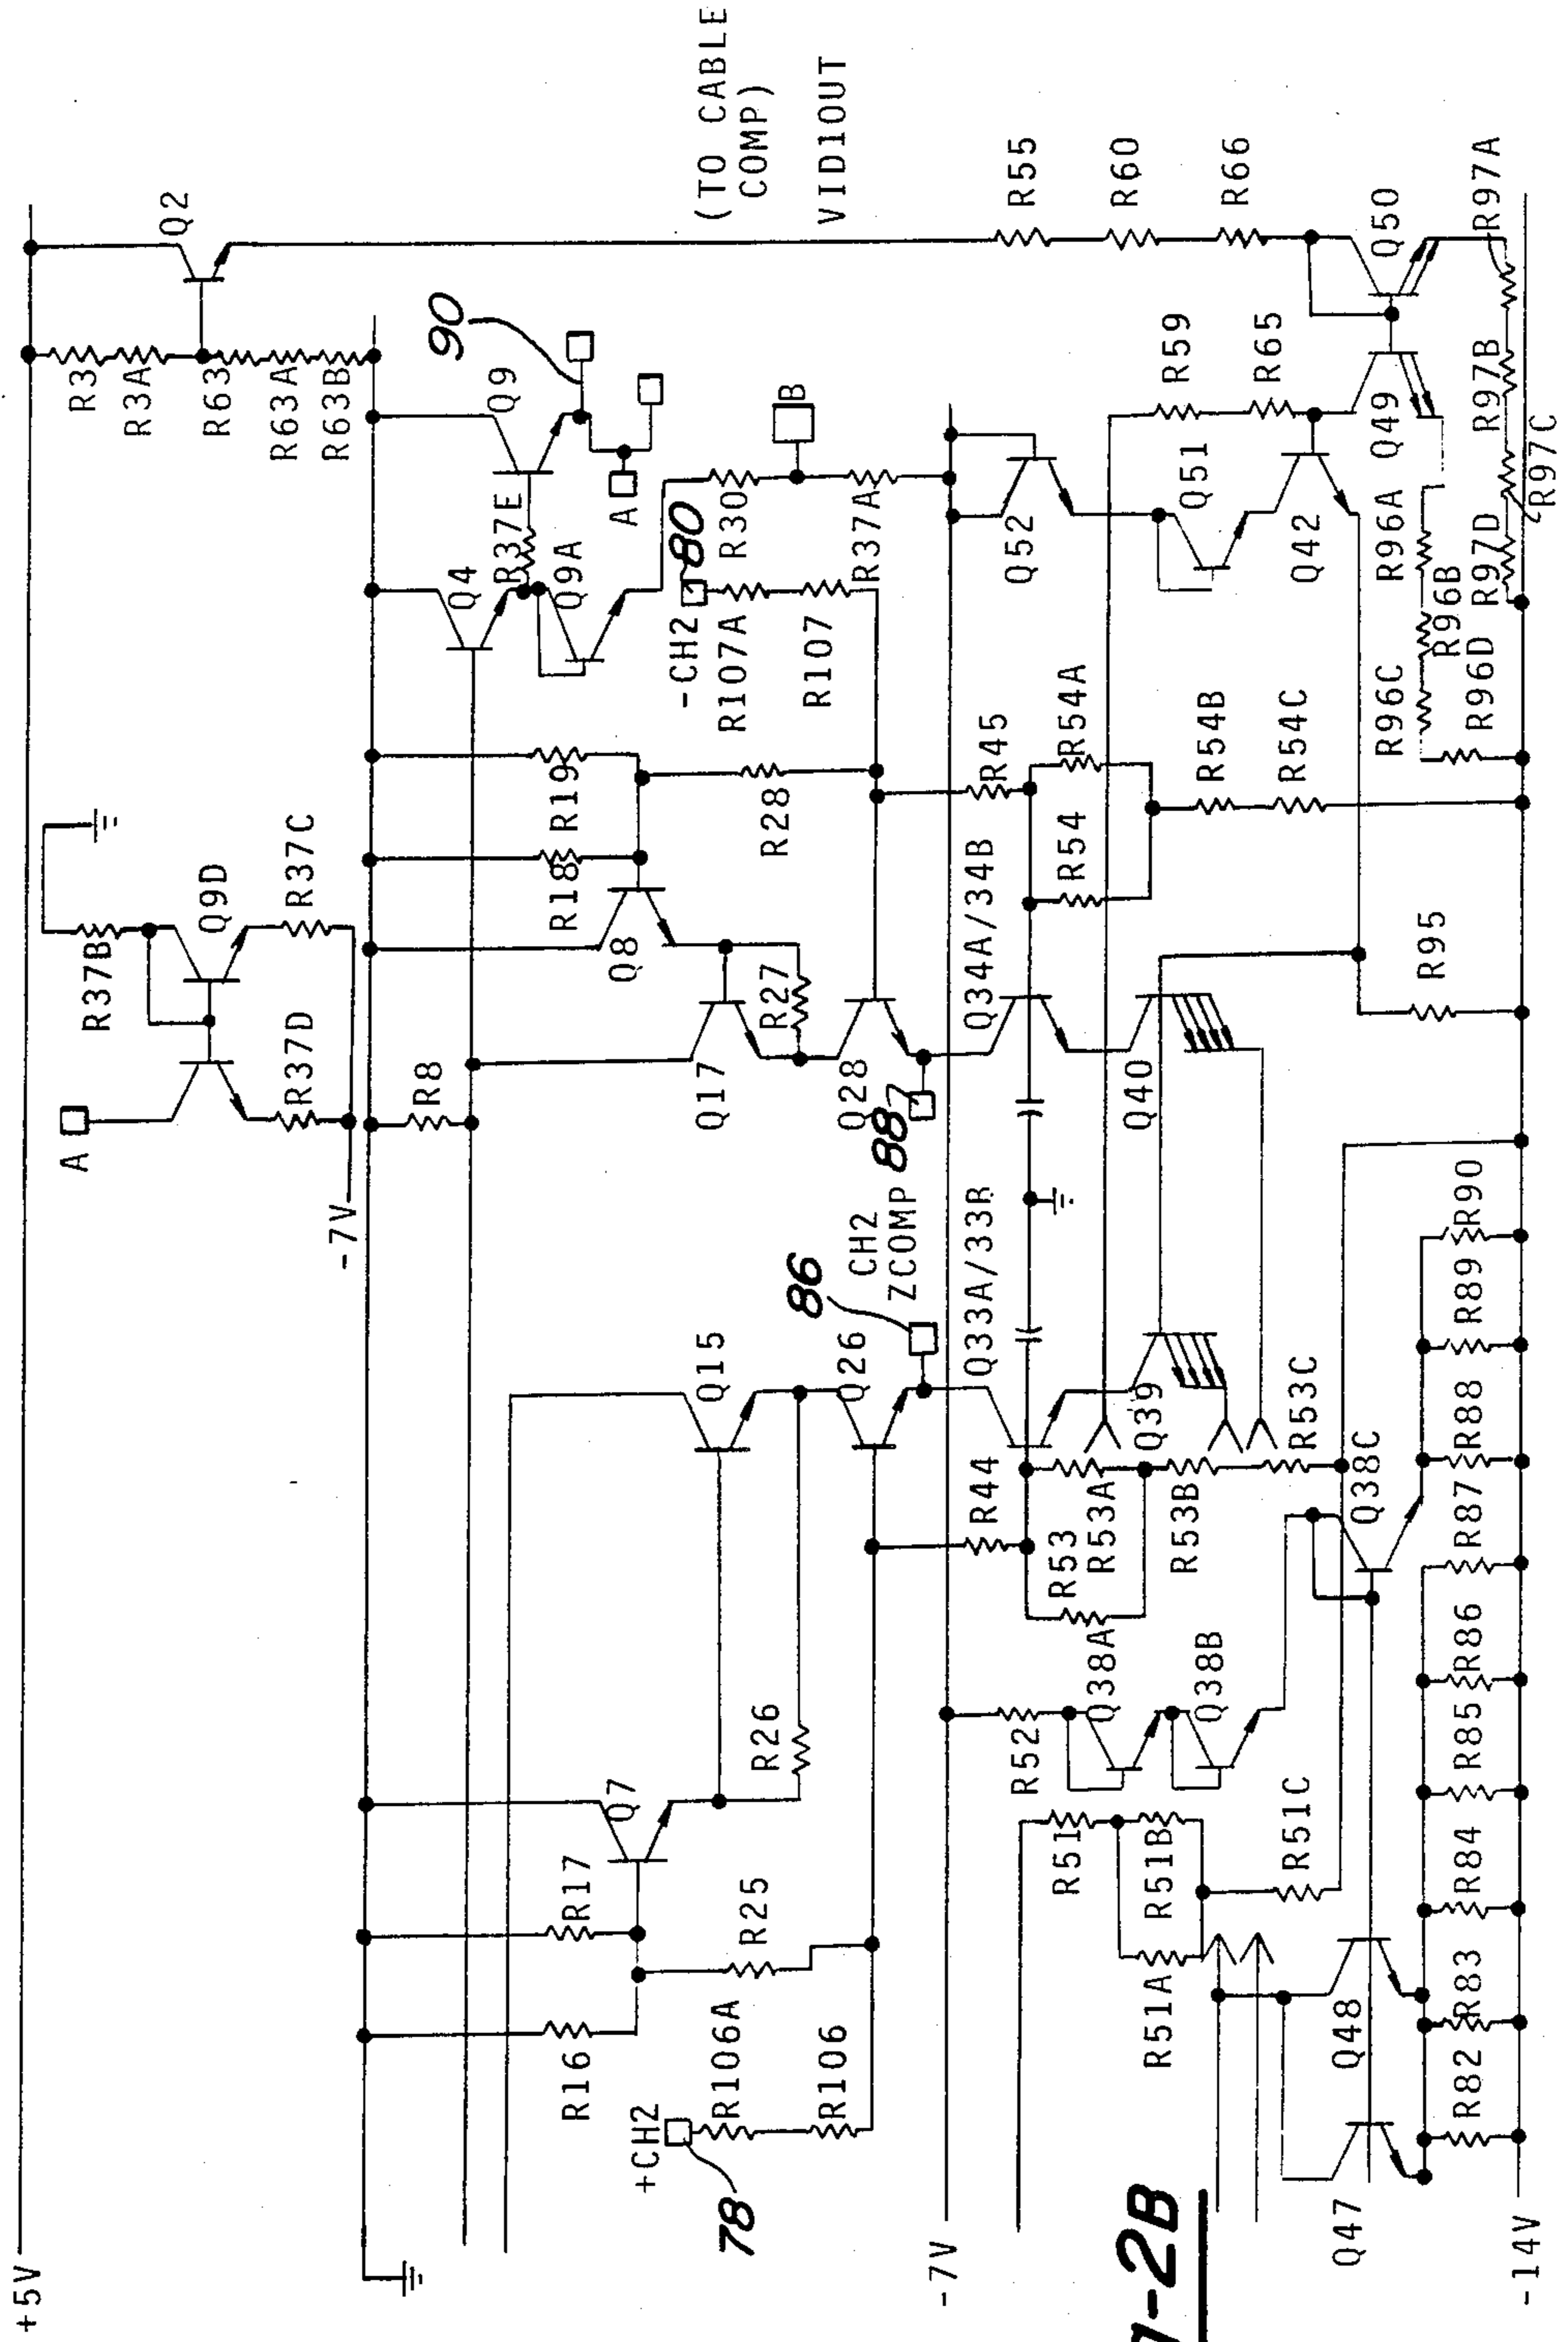 +5V
R3
R3A
R63
R63A
R63B
Q2
R37B
Q9D
R37C
A
R37D
-7V
R8
90
Q9
Q4
R37E
Q9A
A
(TO CABLE
COMP)
VID1OUT
R16
R17
Q7
R18
R19
Q8
+CH2
78
R106A
R106
R25
R26
Q15
Q26
Q17
R27
Q28
R28
-CH2
80
R107A
R107
R30
R37A
B
86
CH2
ZCOMP
88
-7V
R52
R44
Q33A/33B
Q34A/34B
R45
Q52
R55
R51
R51A
R51B
R51C
Q38A
Q38B
R53
R53A
R53B
R53C
Q39
Q40
R54
R54A
R54B
R54C
Q51
Q42
R59
R65
R60
R66
Q47
Q48
Q38C
R95
Q49
Q50
R96A
R96B
R96C
R96D
R97A
R97B
R97C
R97D
R82
R83
R84
R85
R86
R87
R88
R89
R90
-14V
-2B